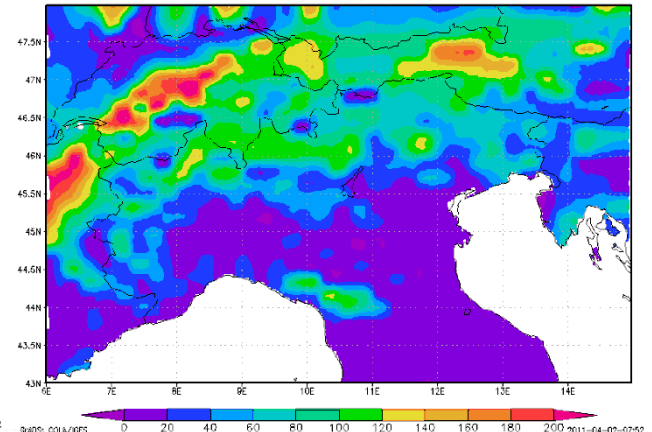 47.5N
47N
46.5N
46N
45.5N
45N
44.5N
44N
43.5N
43N
6E 7E 8E 9E 10E 11E 12E 13E 14E
0 20 40 60 80 100 120 140 160 180 200
GrADS: COLA/IGES 2011-04-02-07:52